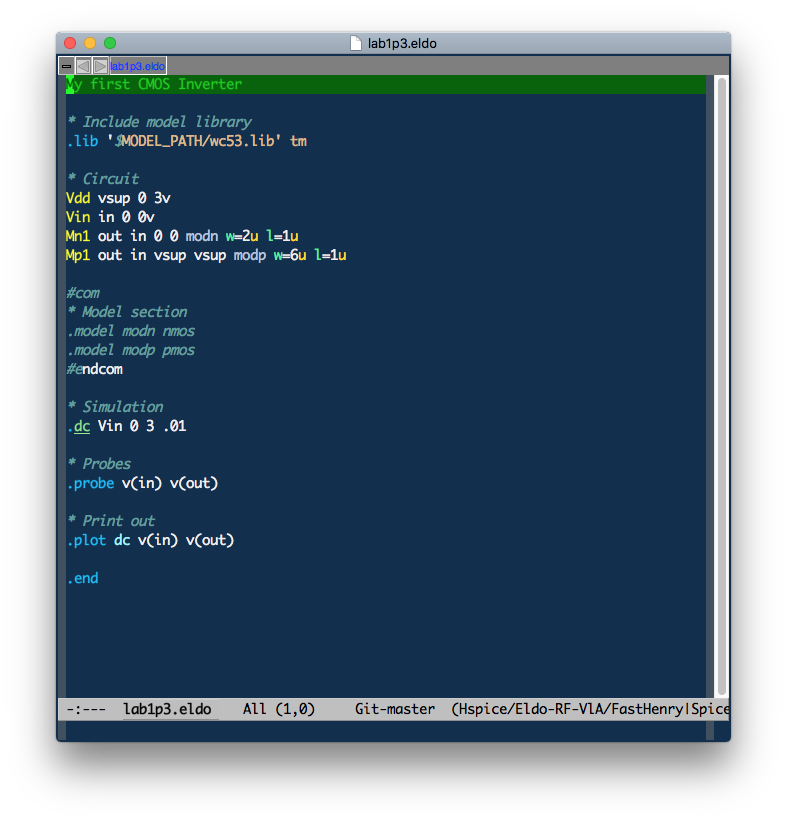 lab1p3.eldo
lab1p3.eldo
My first CMOS Inverter
* Include model library
.lib '$MODEL_PATH/wc53.lib' tm
* Circuit
Vdd vsup 0 3v
Vin in 0 0v
Mn1 out in 0 0 modn w=2u l=1u
Mp1 out in vsup vsup modp w=6u l=1u
#com
* Model section
.model modn nmos
.model modp pmos
#endcom
* Simulation
.dc Vin 0 3 .01
* Probes
.probe v(in) v(out)
* Print out
.plot dc v(in) v(out)
.end
-:--- lab1p3.eldo All (1,0) Git-master (Hspice/Eldo-RF-VlA/FastHenry|Spice